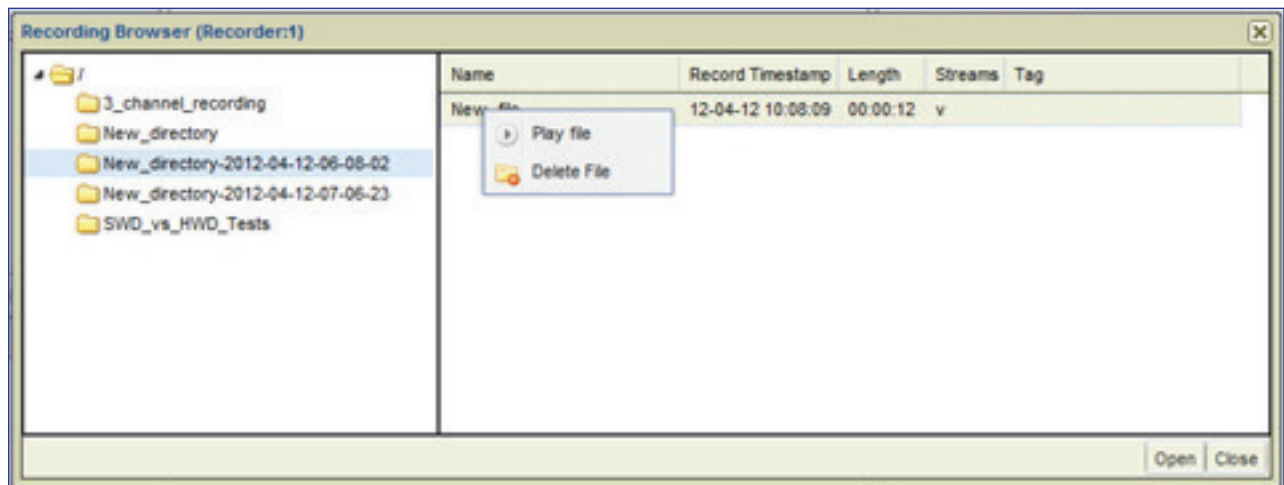 Recording Browser (Recorder:1)
/
3_channel_recording
New_directory
New_directory-2012-04-12-06-08-02
New_directory-2012-04-12-07-06-23
SWD_vs_HWD_Tests
Name Record Timestamp Length Streams Tag
New_file 12-04-12 10:08:09 00:00:12 v
Play file
Delete File
Open Close